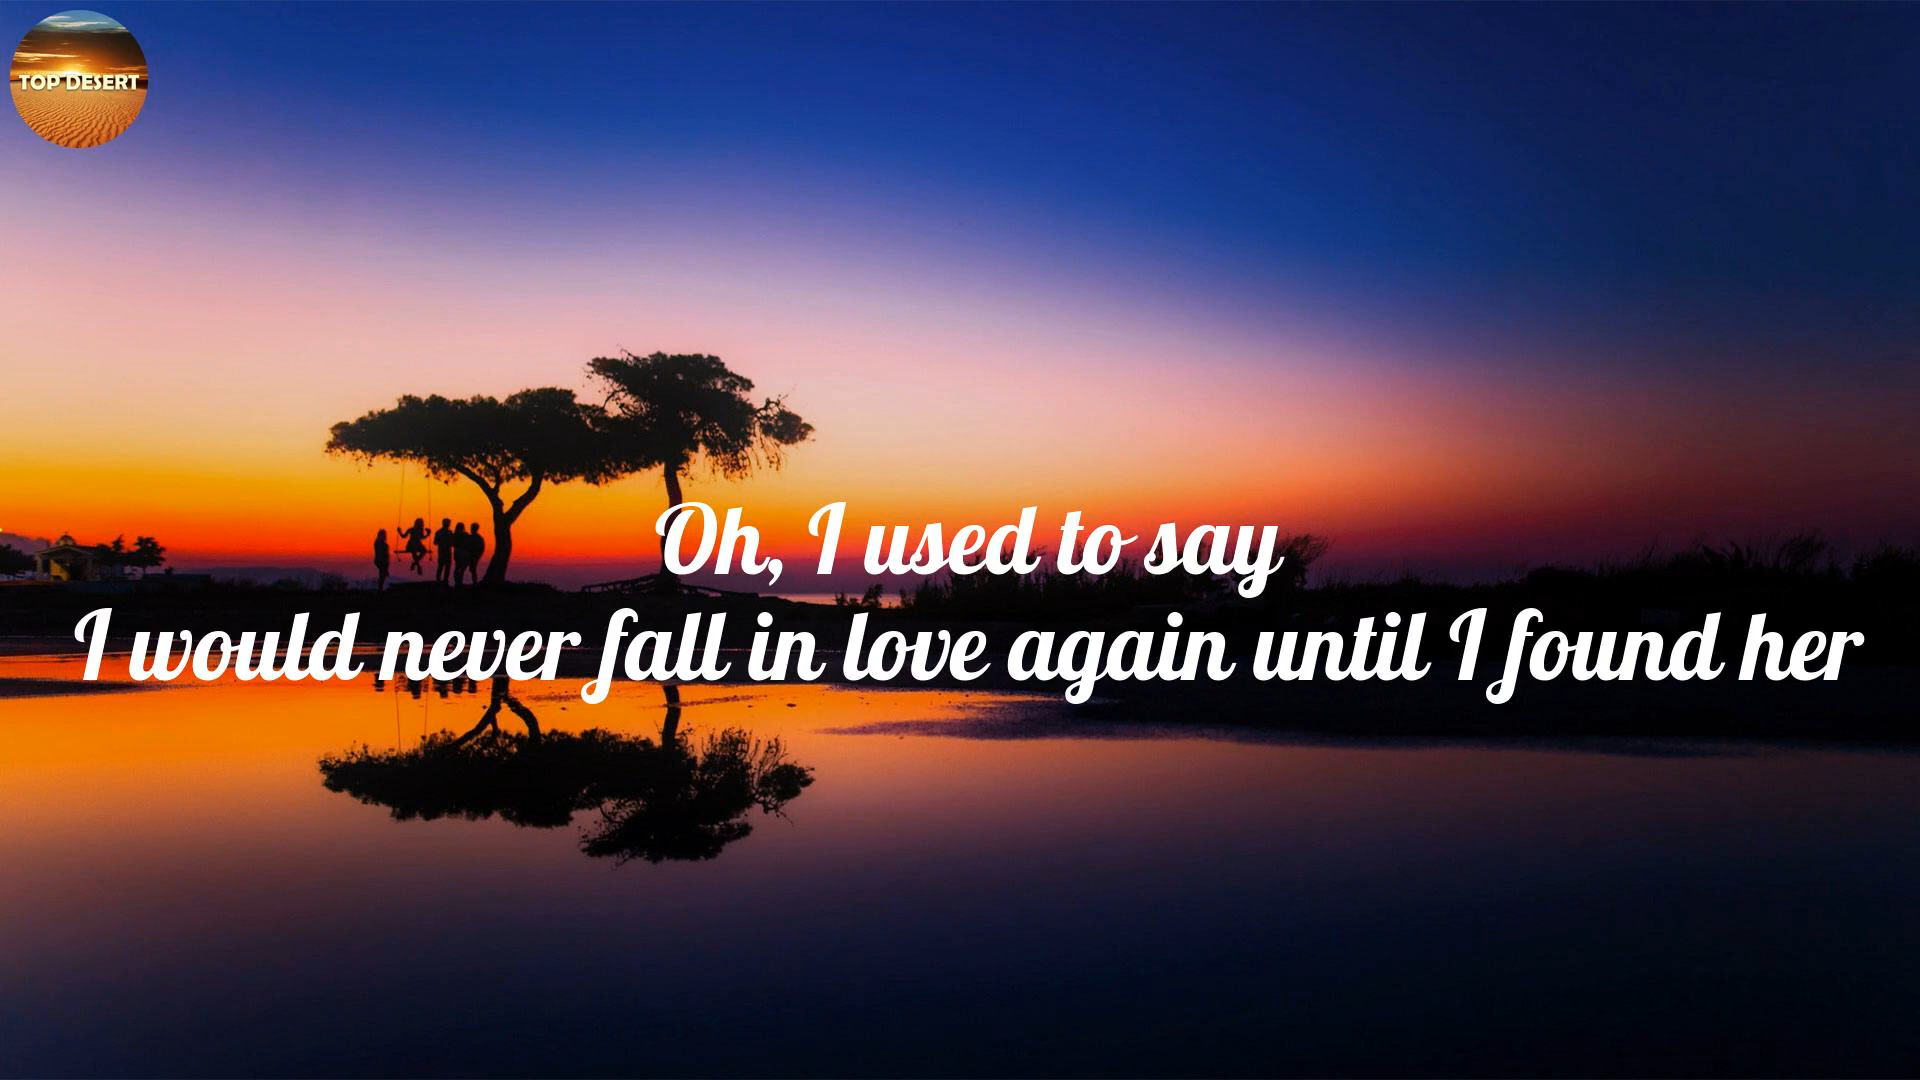 TOP DESERT
Oh, I used to say
I would never fall in love again until I found her